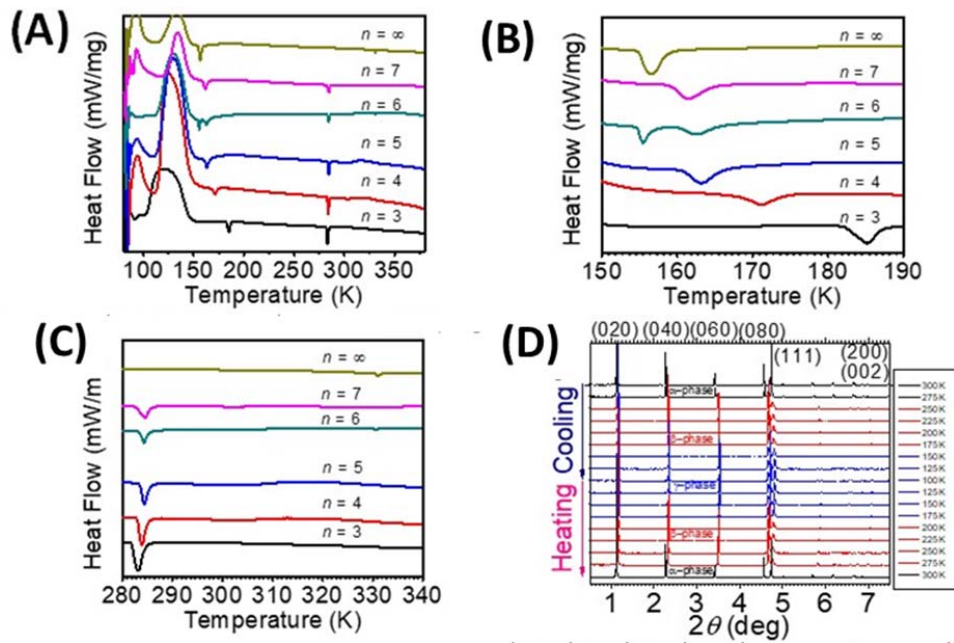 (A)
Heat Flow (mW/mg)
n = ∞
n = 7
n = 6
n = 5
n = 4
n = 3
100 150 200 250 300 350
Temperature (K)
(B)
Heat Flow (mW/mg)
n = ∞
n = 7
n = 6
n = 5
n = 4
n = 3
150 160 170 180 190
Temperature (K)
(C)
Heat Flow (mW/m
n = ∞
n = 7
n = 6
n = 5
n = 4
n = 3
280 290 300 310 320 330 340
Temperature (K)
(D)
(020) (040) (060) (080)
(111)
(200)
(002)
Cooling
Heating
α-phase
β-phase
γ-phase
β-phase
α-phase
300K
275K
250K
225K
200K
175K
150K
125K
100K
125K
150K
175K
200K
225K
250K
275K
300K
1 2 3 4 5 6 7
2θ (deg)